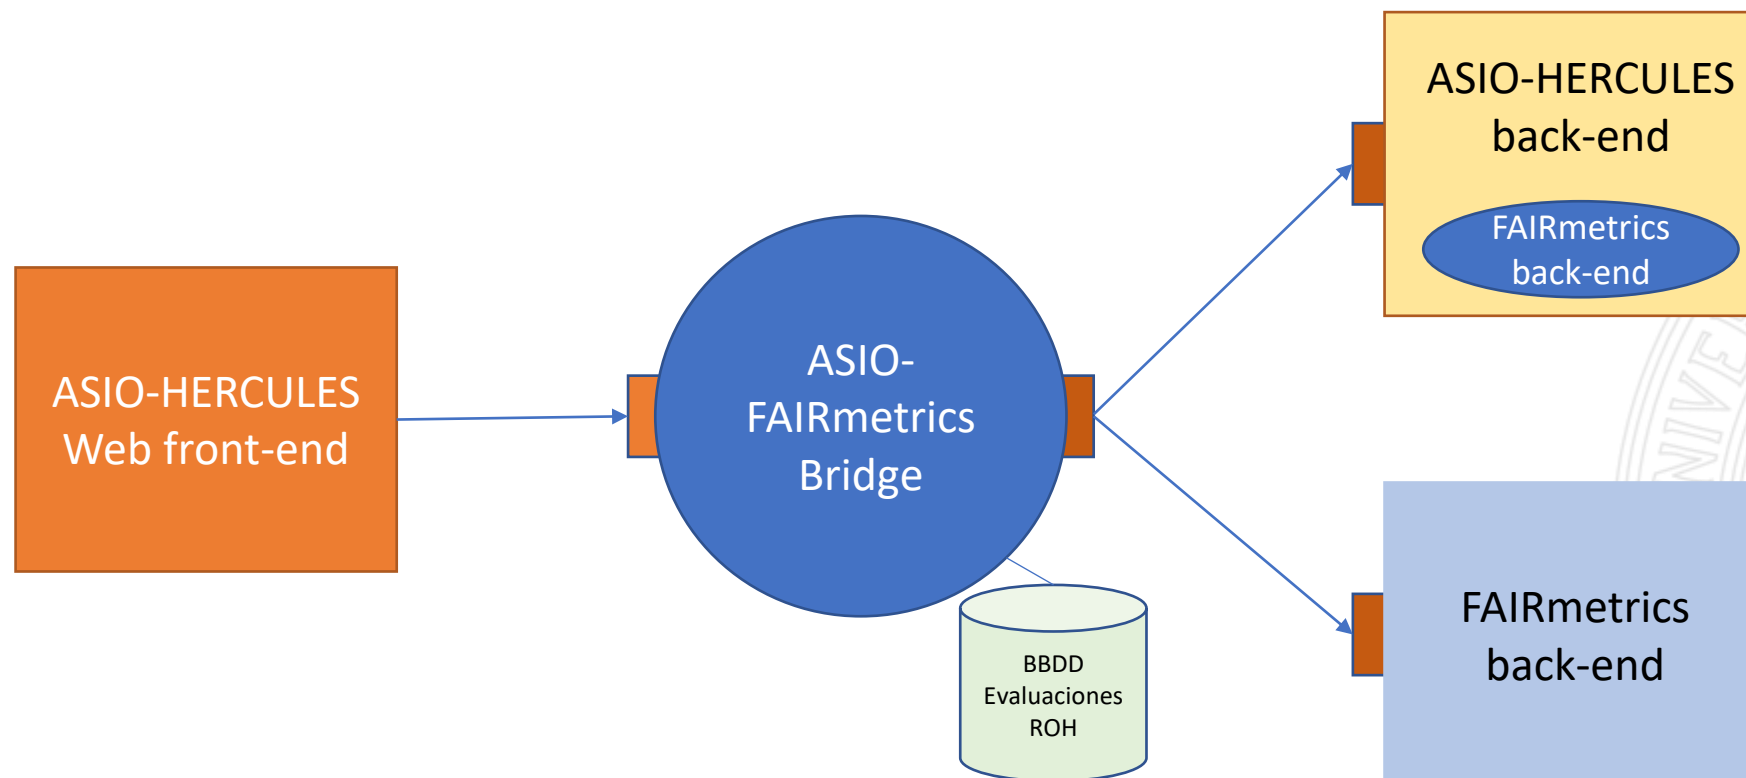 ASIO-HERCULES
Web front-end
ASIO-
FAIRmetrics
Bridge
BBDD
Evaluaciones
ROH
ASIO-HERCULES
back-end
FAIRmetrics
back-end
FAIRmetrics
back-end